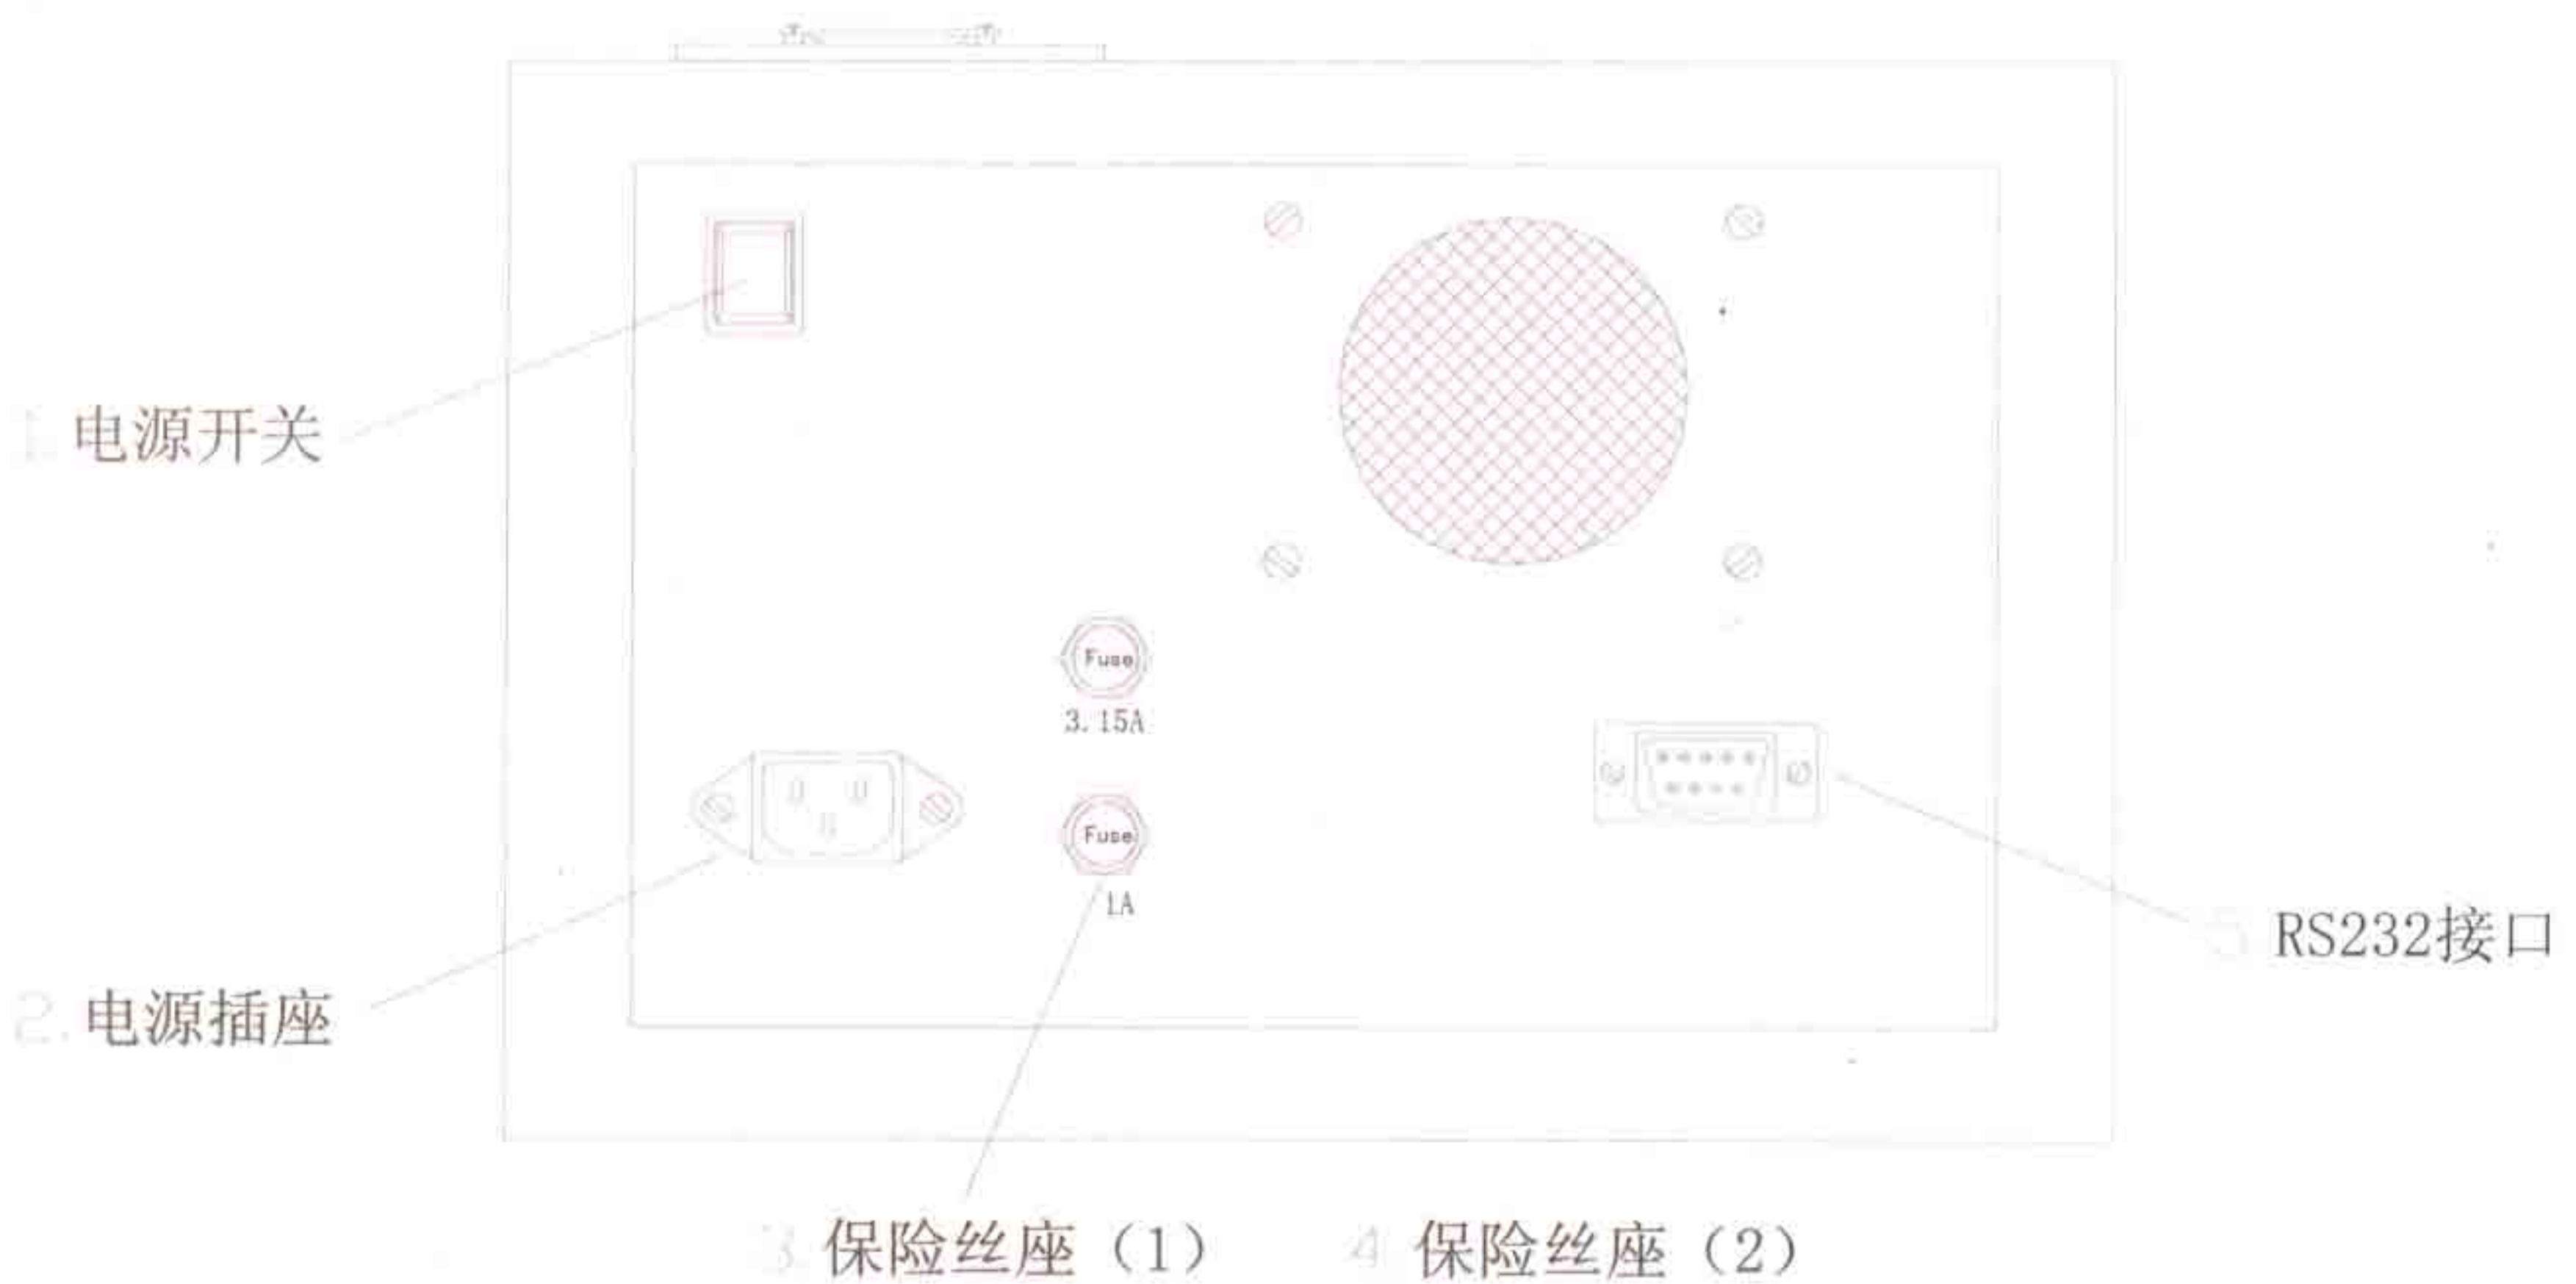 1 电源开关
Fuse
3.15A
Fuse
1A
5 RS232接口
2.电源插座
3 保险丝座（1）
4 保险丝座（2）